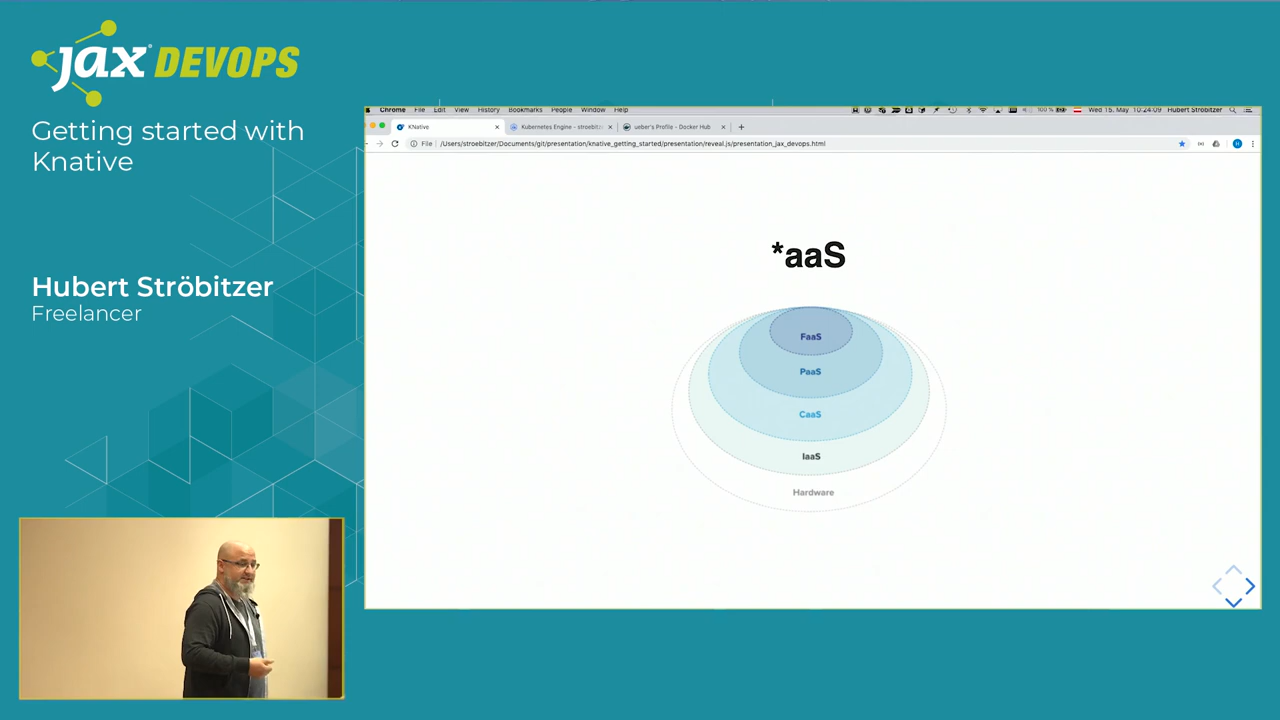 jax DEVOPS
Getting started with
Knative
Hubert Ströbitzer
Freelancer
Chrome File Edit View History Bookmarks People Window Help 100 % Wed 15. May 10:24:09 Hubert Ströbitzer
KNative
Kubernetes Engine - stroebitz
ueber's Profile - Docker Hub
File /Users/stroebitzer/Documents/git/presentation/knative_getting_started/presentation/reveal.js/presentation_jax_devops.html
*aaS
FaaS
PaaS
CaaS
IaaS
Hardware